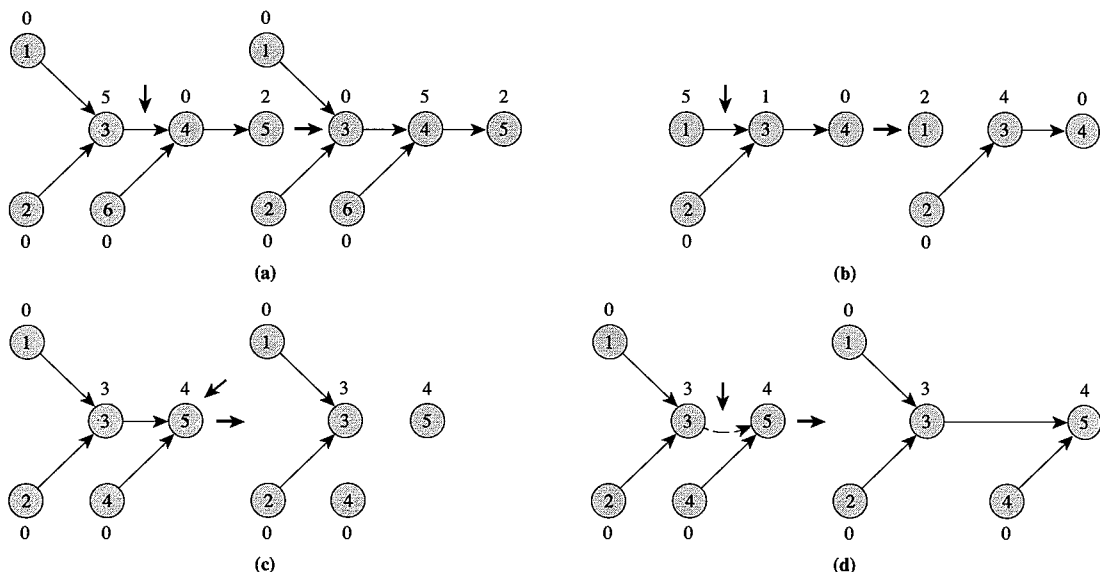 0 0
1 1
5 0 2 0 5 2
3 4 5 3 4 5
2 6 2 6
0 0 0 0
(a)
5 1 0 2 4 0
1 3 4 1 3 4
2 2
0 0
(b)
0 0
1 1
3 4 3 4
3 5 3 5
2 4 2 4
0 0 0 0
(c)
0 0
1 1
3 4 3 4
3 5 3 5
2 4 2 4
0 0 0 0
(d)